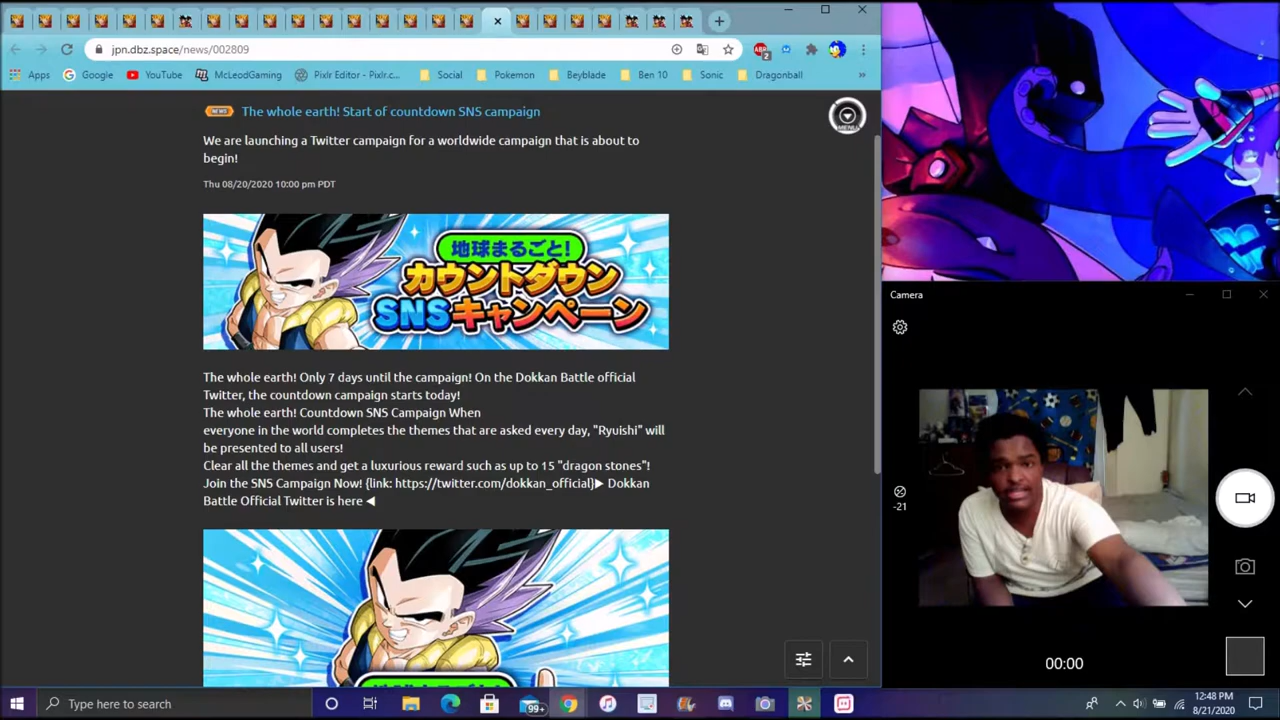 jpn.dbz.space/news/002809
2
Apps
Google
YouTube
McLeodGaming
Pixlr Editor - Pixlr.c...
Social
Pokemon
Beyblade
Ben 10
Sonic
Dragonball
»
NEWS
The whole earth! Start of countdown SNS campaign
MENU
We are launching a Twitter campaign for a worldwide campaign that is about to
begin!
Thu 08/20/2020 10:00 pm PDT
地球まるごと!
カウントダウン
SNSキャンペーン
The whole earth! Only 7 days until the campaign! On the Dokkan Battle official
Twitter, the countdown campaign starts today!
The whole earth! Countdown SNS Campaign When
everyone in the world completes the themes that are asked every day, "Ryuishi" will
be presented to all users!
Clear all the themes and get a luxurious reward such as up to 15 "dragon stones"!
Join the SNS Campaign Now! {link: https://twitter.com/dokkan_official}▶ Dokkan
Battle Official Twitter is here ◀
Camera
-21
00:00
Type here to search
99+
12:48 PM
8/21/2020